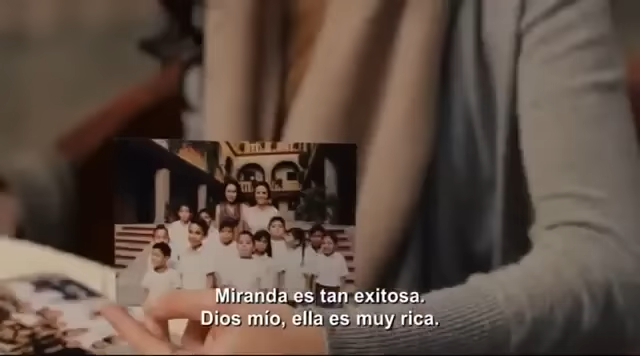 Miranda es tan exitosa.
Dios mío, ella es muy rica.